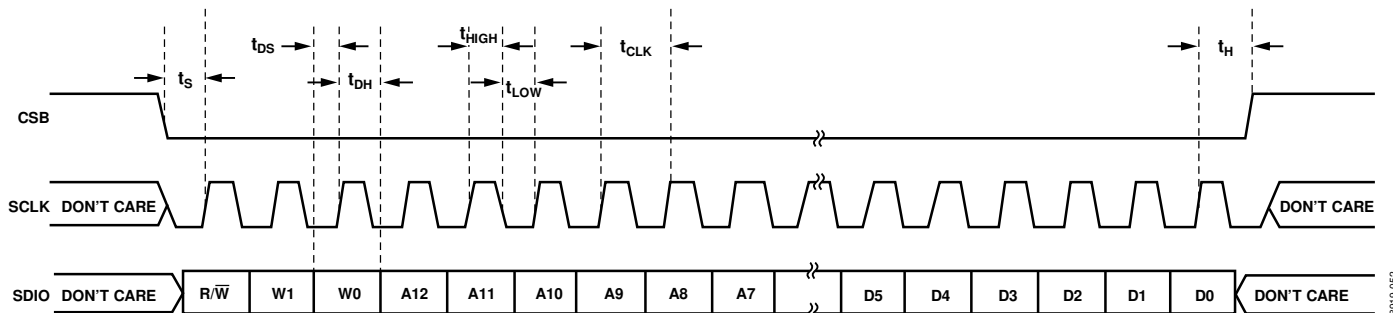 tDS
tHIGH
tCLK
tH
tS
tDH
tLOW
CSB
SCLK DON'T CARE
DON'T CARE
SDIO DON'T CARE R/W̅ W1 W0 A12 A11 A10 A9 A8 A7 D5 D4 D3 D2 D1 D0 DON'T CARE